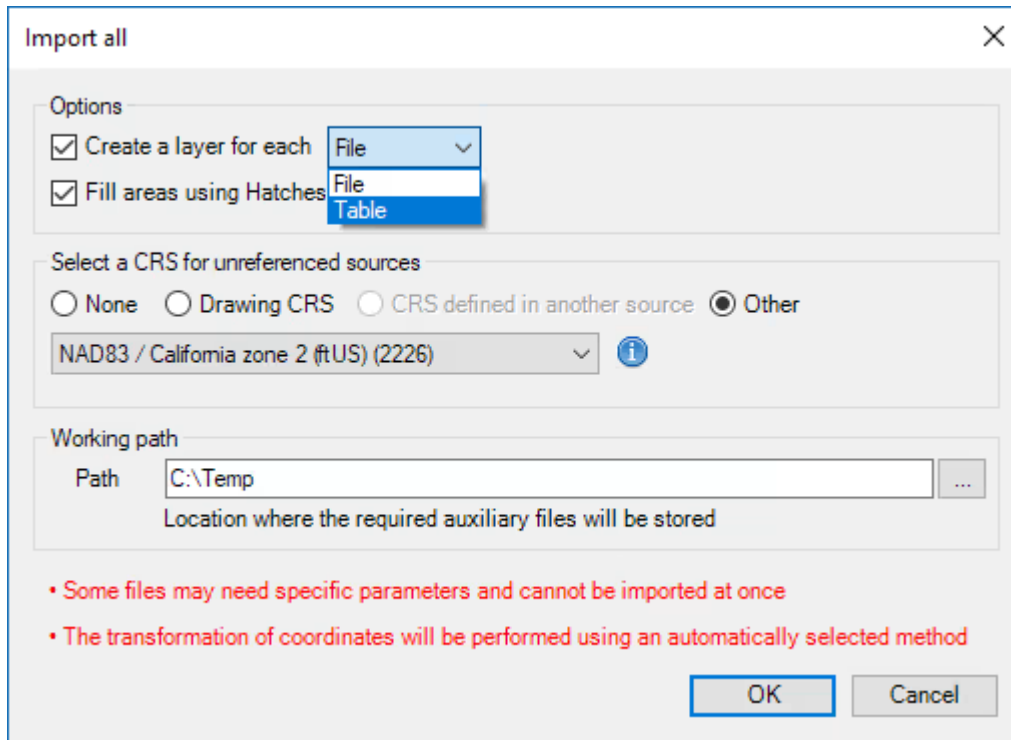 Import all
Options
Create a layer for each File
File
Fill areas using Hatches
Table
Select a CRS for unreferenced sources
None Drawing CRS CRS defined in another source Other
NAD83 / California zone 2 (ftUS) (2226)
i
Working path
Path C:\Temp ...
Location where the required auxiliary files will be stored
• Some files may need specific parameters and cannot be imported at once
• The transformation of coordinates will be performed using an automatically selected method
OK Cancel